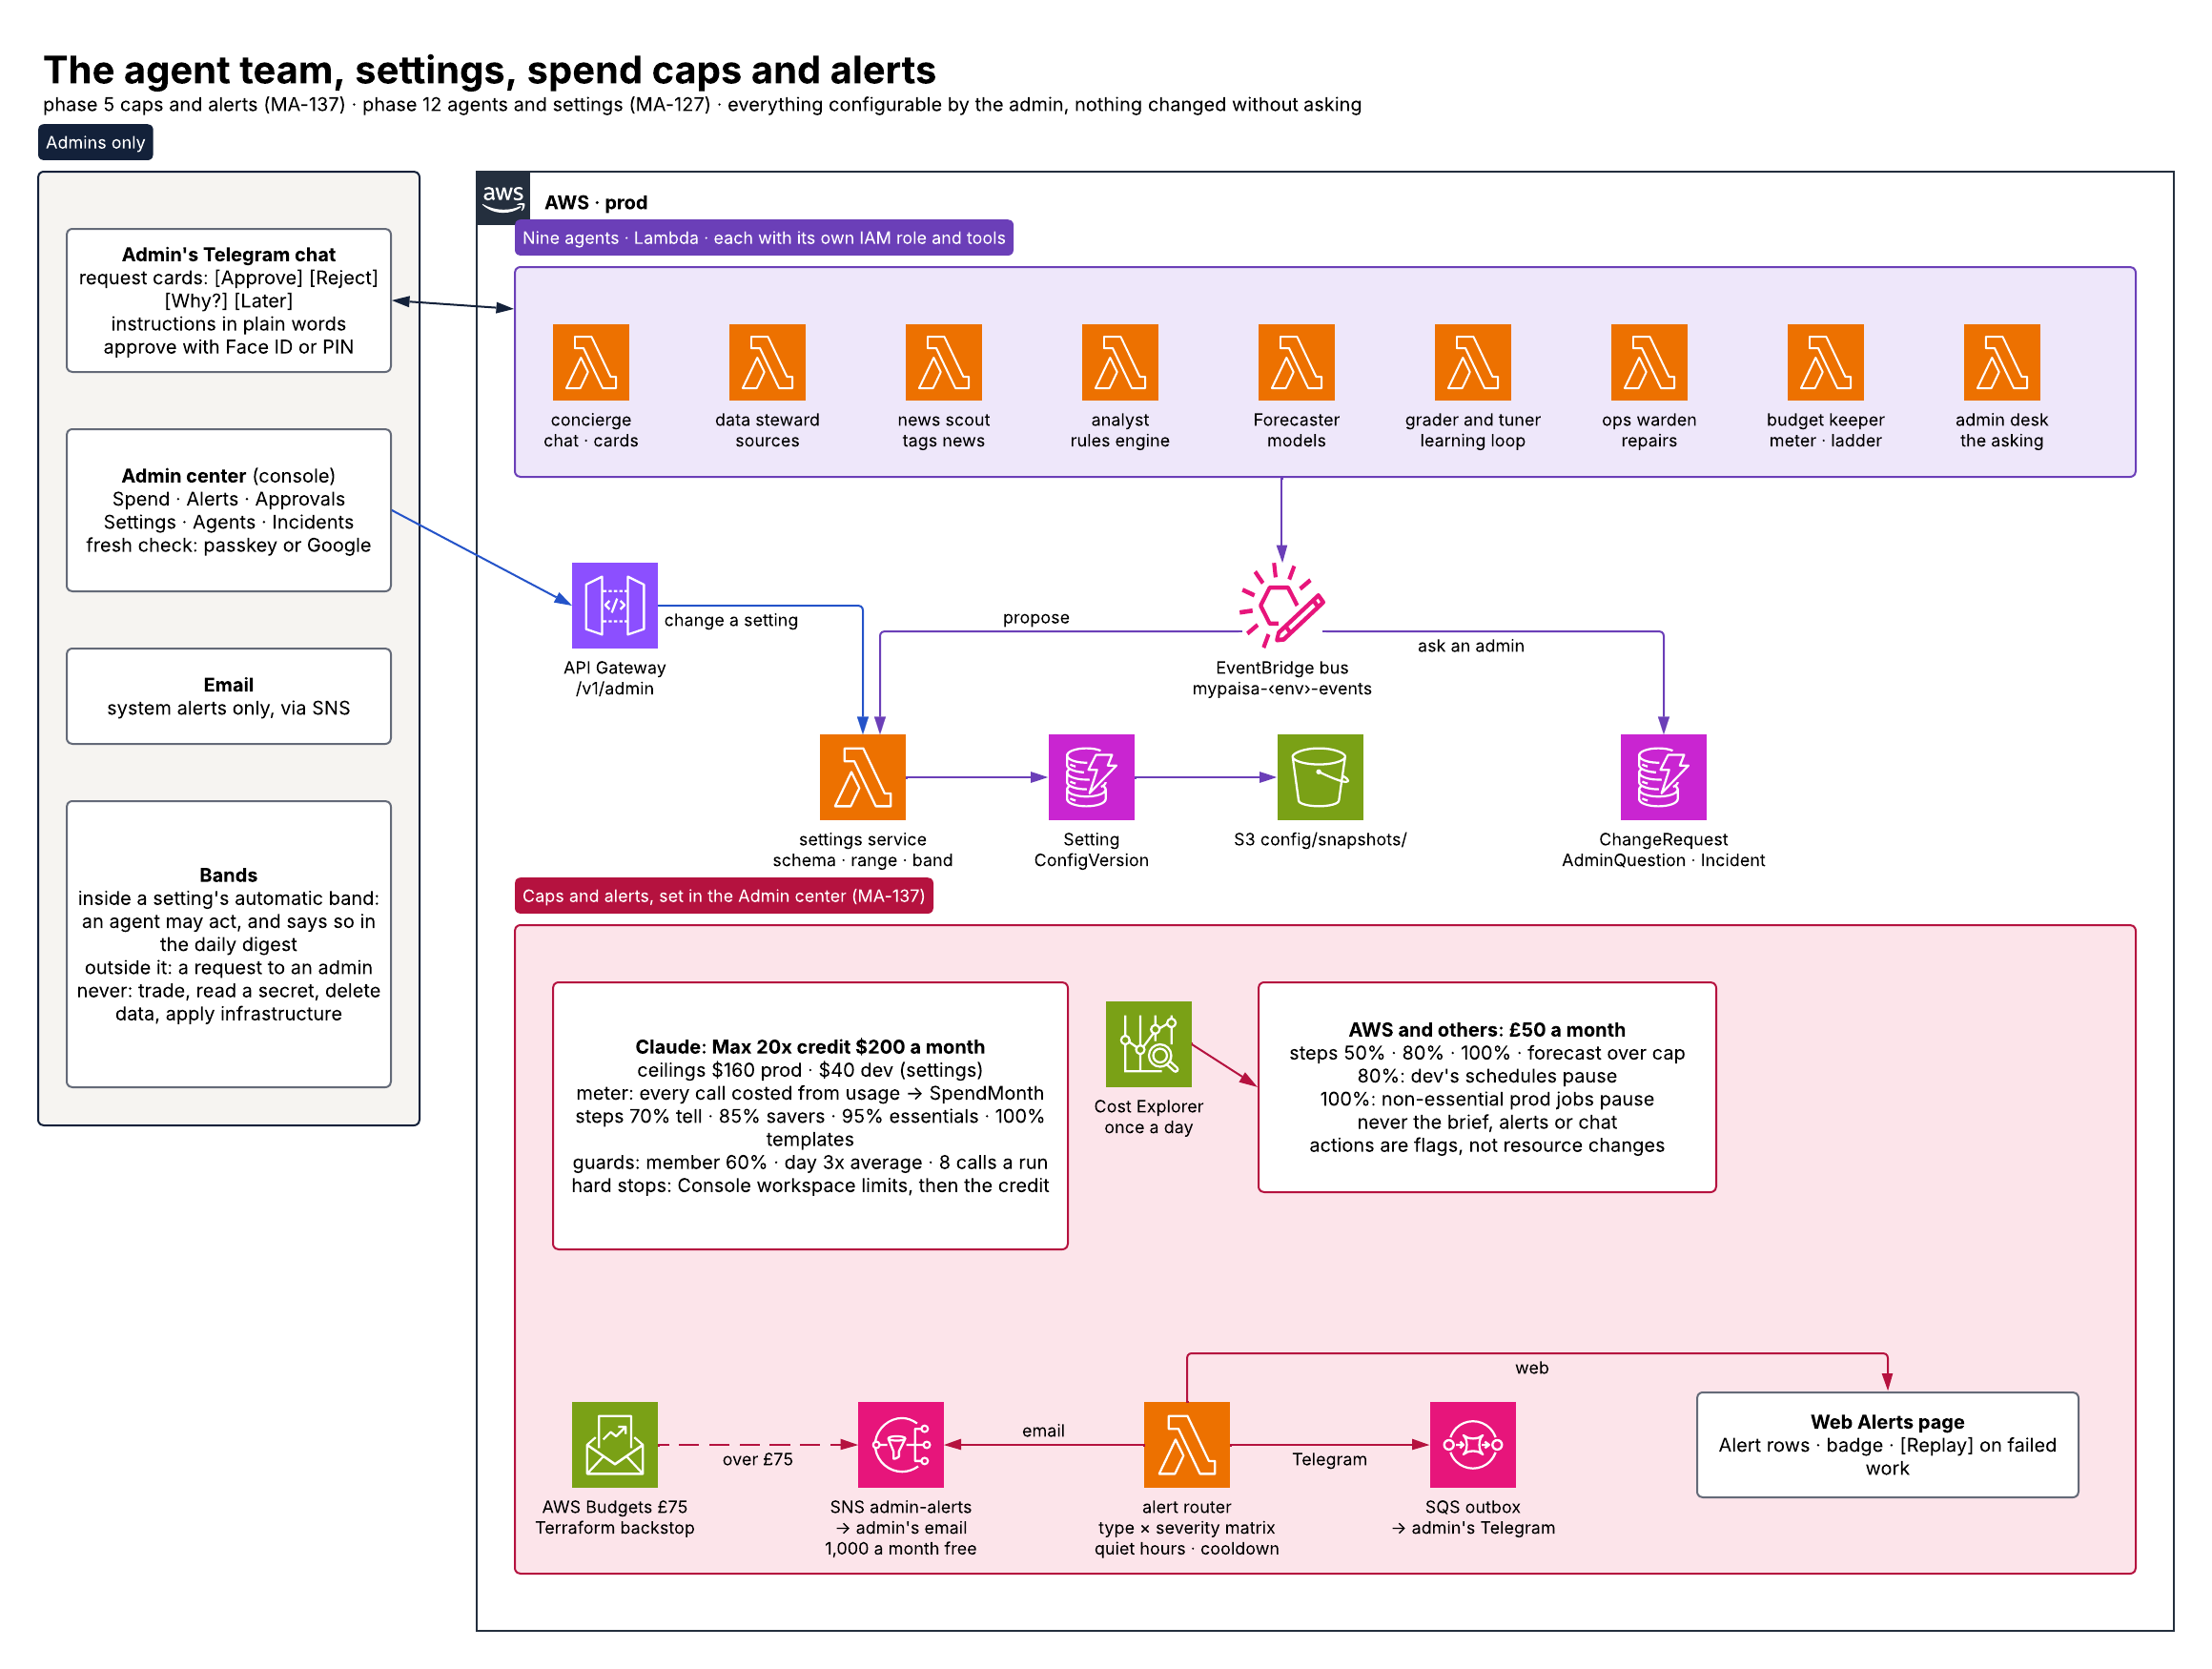 The agent team, settings, spend caps and alerts
phase 5 caps and alerts (MA-137) · phase 12 agents and settings (MA-127) · everything configurable by the admin, nothing changed without asking
Admins only
Admin's Telegram chat
request cards: [Approve] [Reject]
[Why?] [Later]
instructions in plain words
approve with Face ID or PIN
Admin center (console)
Spend · Alerts · Approvals
Settings · Agents · Incidents
fresh check: passkey or Google
Email
system alerts only, via SNS
Bands
inside a setting's automatic band:
an agent may act, and says so in
the daily digest
outside it: a request to an admin
never: trade, read a secret, delete
data, apply infrastructure
aws
AWS · prod
Nine agents · Lambda · each with its own IAM role and tools
concierge
chat · cards
data steward
sources
news scout
tags news
analyst
rules engine
Forecaster
models
grader and tuner
learning loop
ops warden
repairs
budget keeper
meter · ladder
admin desk
the asking
API Gateway
/v1/admin
change a setting
propose
EventBridge bus
mypaisa-‹env›-events
ask an admin
settings service
schema · range · band
Setting
ConfigVersion
S3 config/snapshots/
ChangeRequest
AdminQuestion · Incident
Caps and alerts, set in the Admin center (MA-137)
Claude: Max 20x credit $200 a month
ceilings $160 prod · $40 dev (settings)
meter: every call costed from usage → SpendMonth
steps 70% tell · 85% savers · 95% essentials · 100%
templates
guards: member 60% · day 3x average · 8 calls a run
hard stops: Console workspace limits, then the credit
Cost Explorer
once a day
AWS and others: £50 a month
steps 50% · 80% · 100% · forecast over cap
80%: dev's schedules pause
100%: non-essential prod jobs pause
never the brief, alerts or chat
actions are flags, not resource changes
web
AWS Budgets £75
Terraform backstop
over £75
SNS admin-alerts
→ admin's email
1,000 a month free
email
alert router
type × severity matrix
quiet hours · cooldown
Telegram
SQS outbox
→ admin's Telegram
Web Alerts page
Alert rows · badge · [Replay] on failed
work